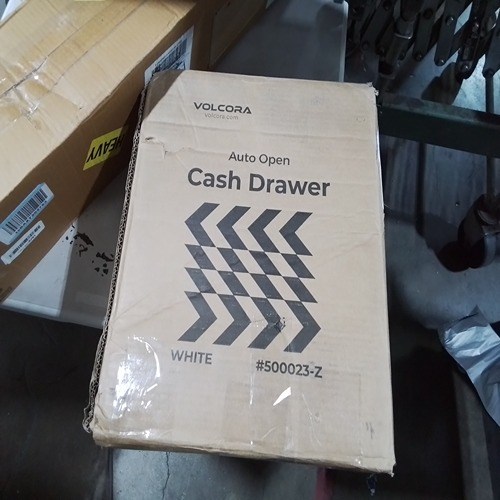 VOLCORA
volcora.com
Auto Open
Cash Drawer
WHITE
#500023-Z
HEAVY